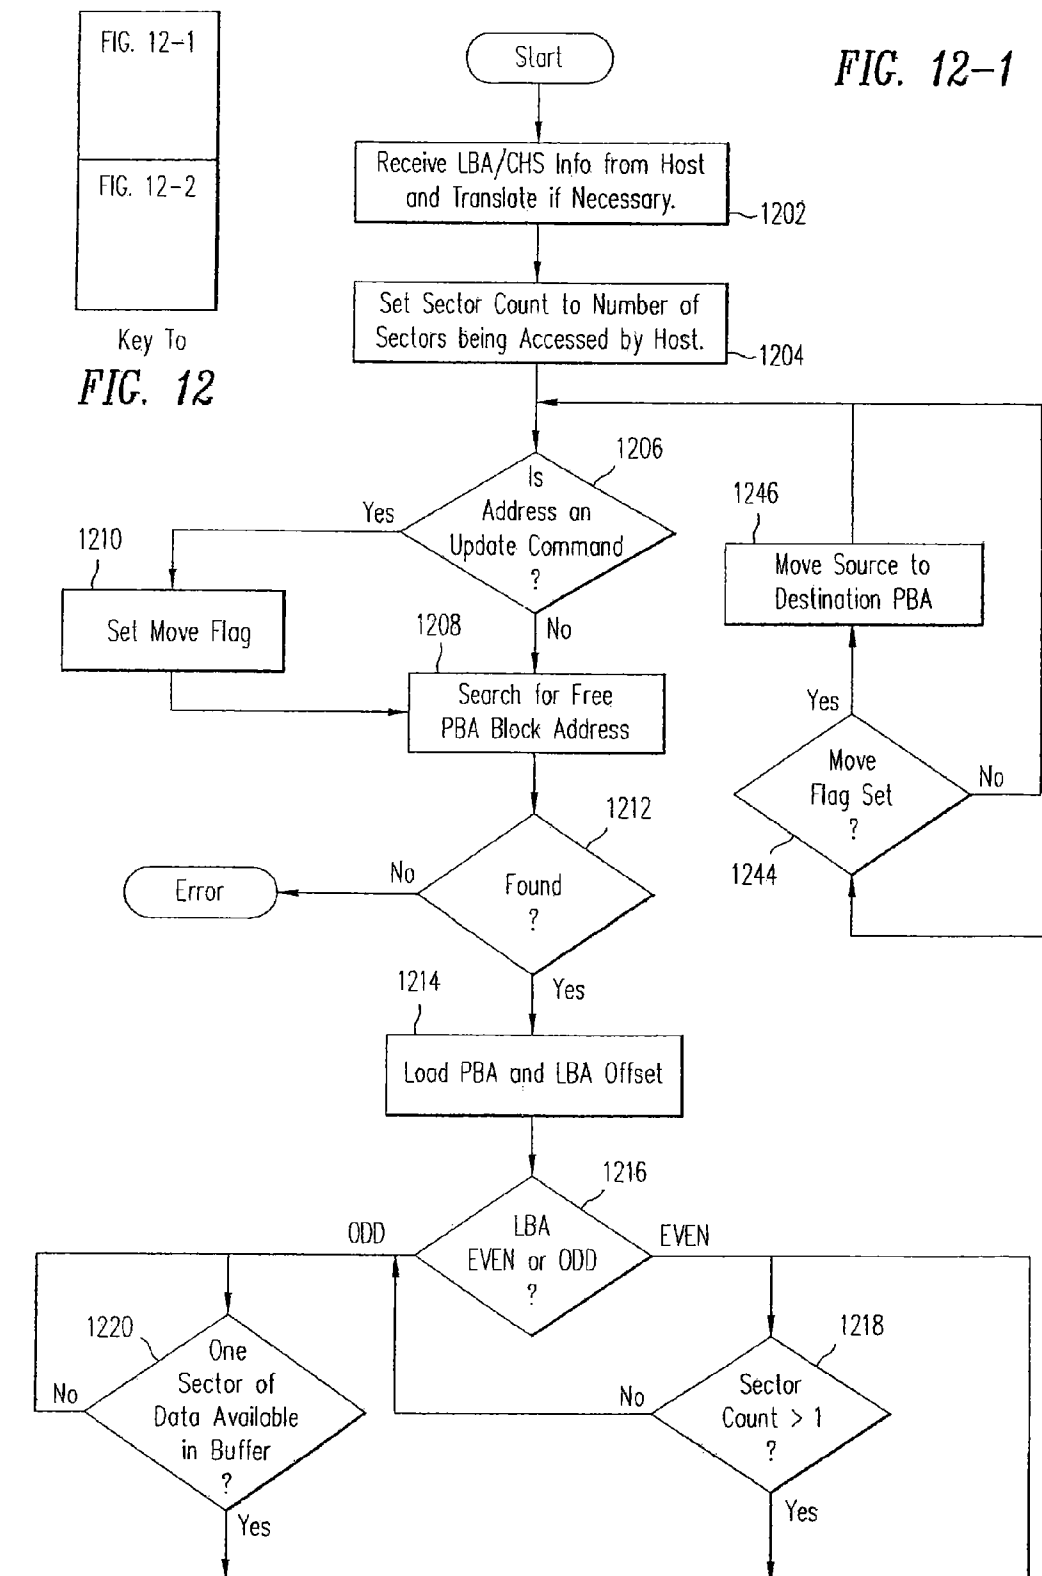 FIG. 12-1
FIG. 12-2
Key To
FIG. 12
FIG. 12-1
Start
Receive LBA/CHS Info from Host
and Translate if Necessary.
1202
Set Sector Count to Number of
Sectors being Accessed by Host.
1204
1206
Is
Address an
Update Command
?
Yes
No
1210
Set Move Flag
1208
Search for Free
PBA Block Address
1246
Move Source to
Destination PBA
Yes
Move
Flag Set
?
No
1244
1212
Found
?
No
Error
Yes
1214
Load PBA and LBA Offset
1216
LBA
EVEN or ODD
?
ODD
EVEN
1220
One
Sector of
Data Available
in Buffer
?
No
Yes
1218
Sector
Count > 1
?
No
Yes